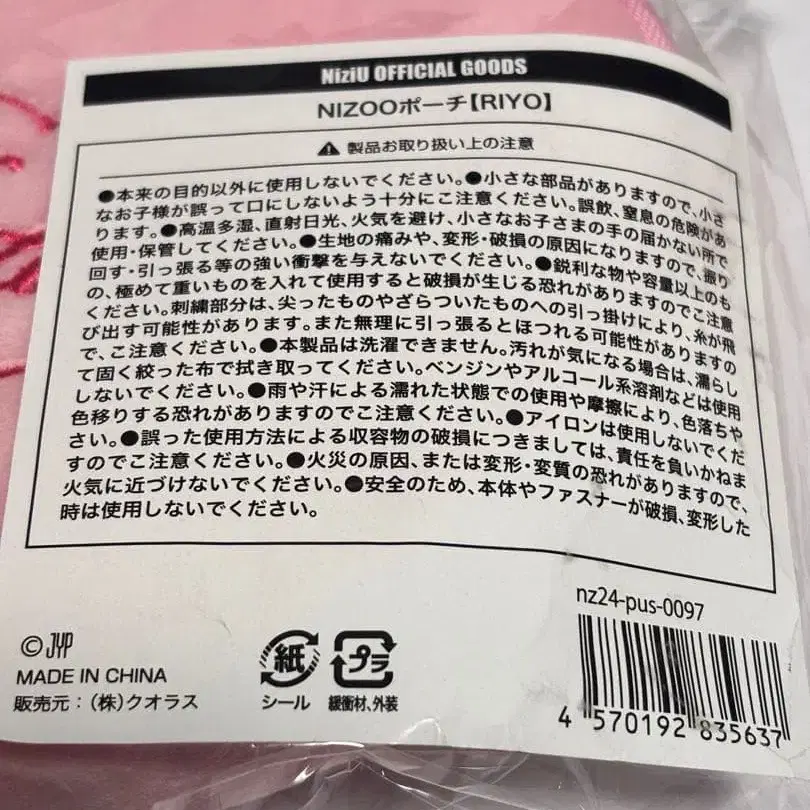 NiziU OFFICIAL GOODS
NIZOOポーチ【RIYO】
製品お取り扱い上の注意
●本来の目的以外に使用しないでください。●小さな部品がありますので、小さ
なお子様が誤って口にしないよう十分にご注意ください。誤飲、窒息の危険があ
ります。●高温多湿、直射日光、火気を避け、小さなお子さまの手の届かない所で
使用・保管してください。●生地の痛みや、変形・破損の原因になりますので、振り
回す・引っ張る等の強い衝撃を与えないでください。●鋭利な物や容量以上のも
の、極めて重いものを入れて使用すると破損が生じる恐れがありますのでご注意
ください。刺繍部分は、尖ったものやざらついたものへの引っ掛けにより、糸が飛
び出す可能性があります。また無理に引っ張るとほつれる可能性がありますの
で、ご注意ください。●本製品は洗濯できません。汚れが気になる場合は、濡らし
て固く絞った布で拭き取ってください。ベンジンやアルコール系溶剤などは使用
しないでください。●雨や汗による濡れた状態での使用や摩擦により、色落ちや
色移りする恐れがありますのでご注意ください。●アイロンは使用しないでくだ
さい。●誤った使用方法による収容物の破損につきましては、責任を負いかねま
すのでご注意ください。●火災の原因、または変形・変質の恐れがありますので、
火気に近づけないでください。●安全のため、本体やファスナーが破損、変形した
時は使用しないでください。
nz24-pus-0097
© JYP
MADE IN CHINA
販売元：(株)クオラス
紙
シール
プラ
緩衝材、外装
4 570192 835637